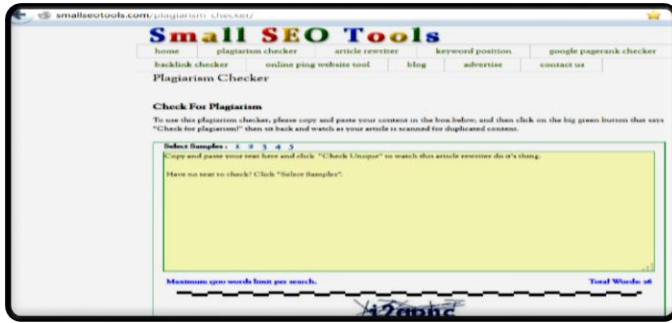 smallseotools.com/plagiarism-checker/
Small SEO Tools
home plagiarism checker article rewriter keyword position google pagerank checker
backlink checker online ping website tool blog advertise contact us
Plagiarism Checker
Check For Plagiarism
To use this plagiarism checker, please copy and paste your content in the box below, and then click on the big green button that says
"Check for plagiarism!" then sit back and watch as your article is scanned for duplicated content.
Select Samples : 1 2 3 4 5
Copy and paste your text here and click "Check Unique" to watch this article rewriter do it's thing.
Have no text to check? Click "Select Samples".
Maximum words limit per search. Total Words: